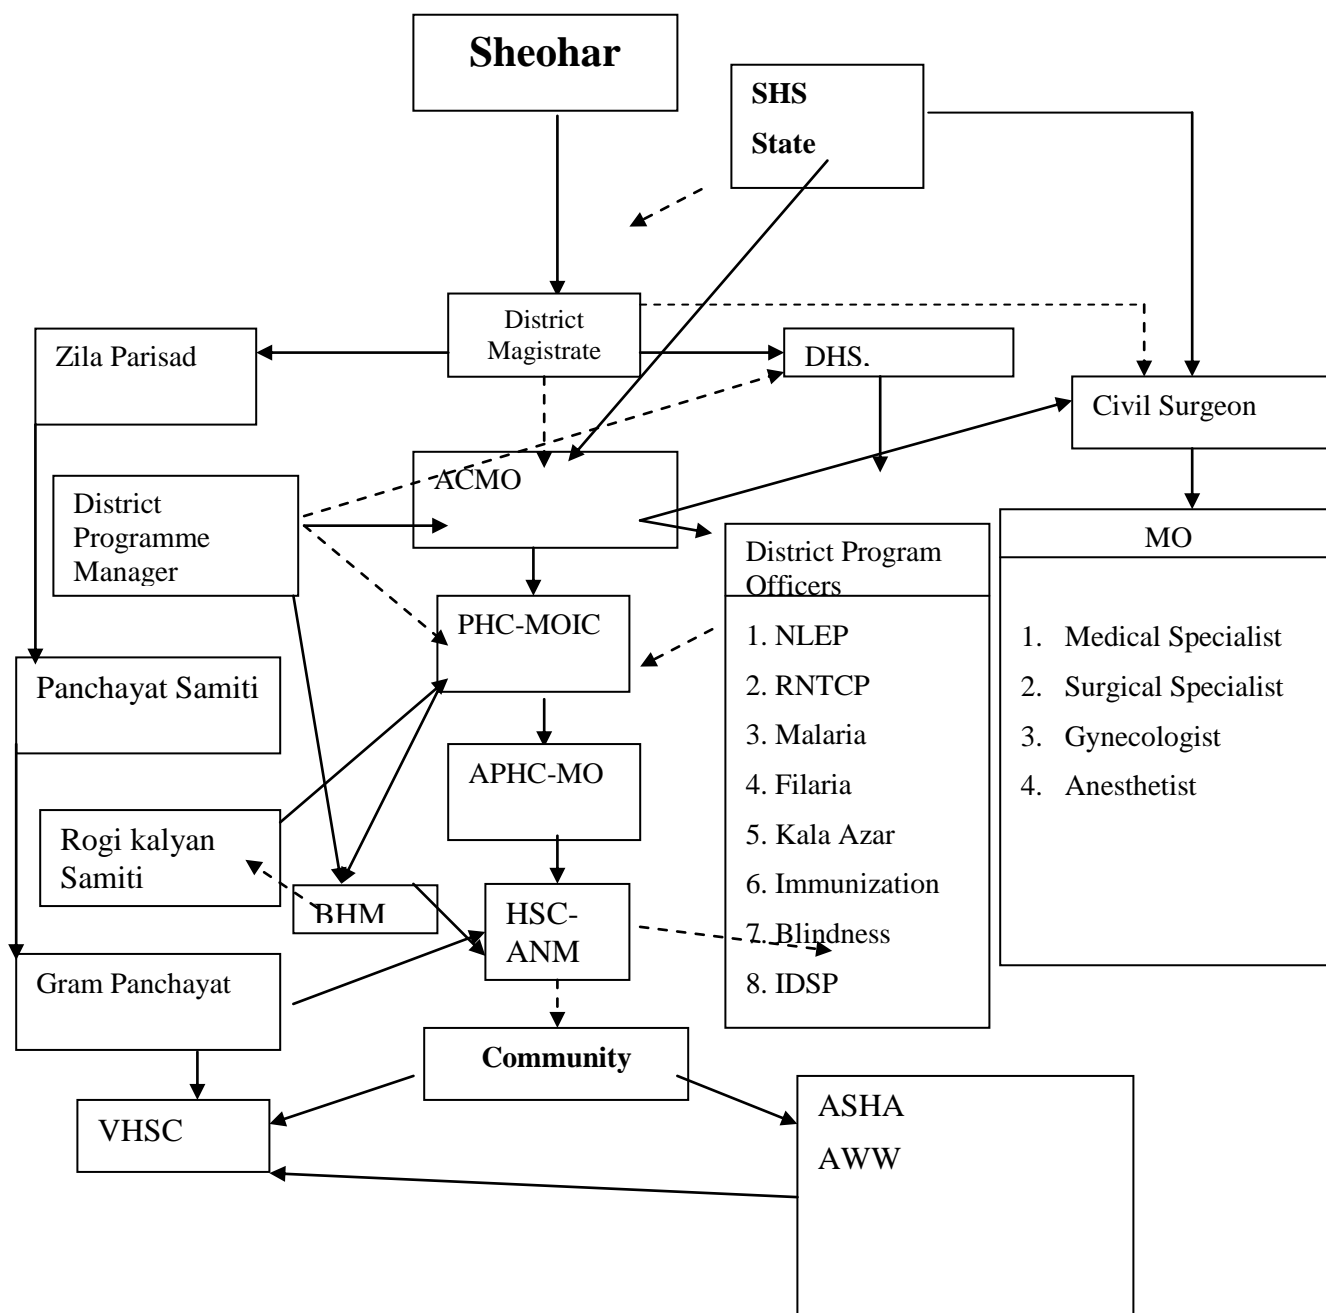 Sheohar
SHS
State
District
Magistrate
Zila Parisad
DHS.
Civil Surgeon
ACMO
District
Programme
Manager
MO
District Program
Officers
PHC-MOIC
1. NLEP
2. RNTCP
3. Malaria
4. Filaria
5. Kala Azar
6. Immunization
7. Blindness
8. IDSP
1. Medical Specialist
2. Surgical Specialist
3. Gynecologist
4. Anesthetist
Panchayat Samiti
APHC-MO
Rogi kalyan
Samiti
BHM
HSC-
ANM
Gram Panchayat
Community
VHSC
ASHA
AWW